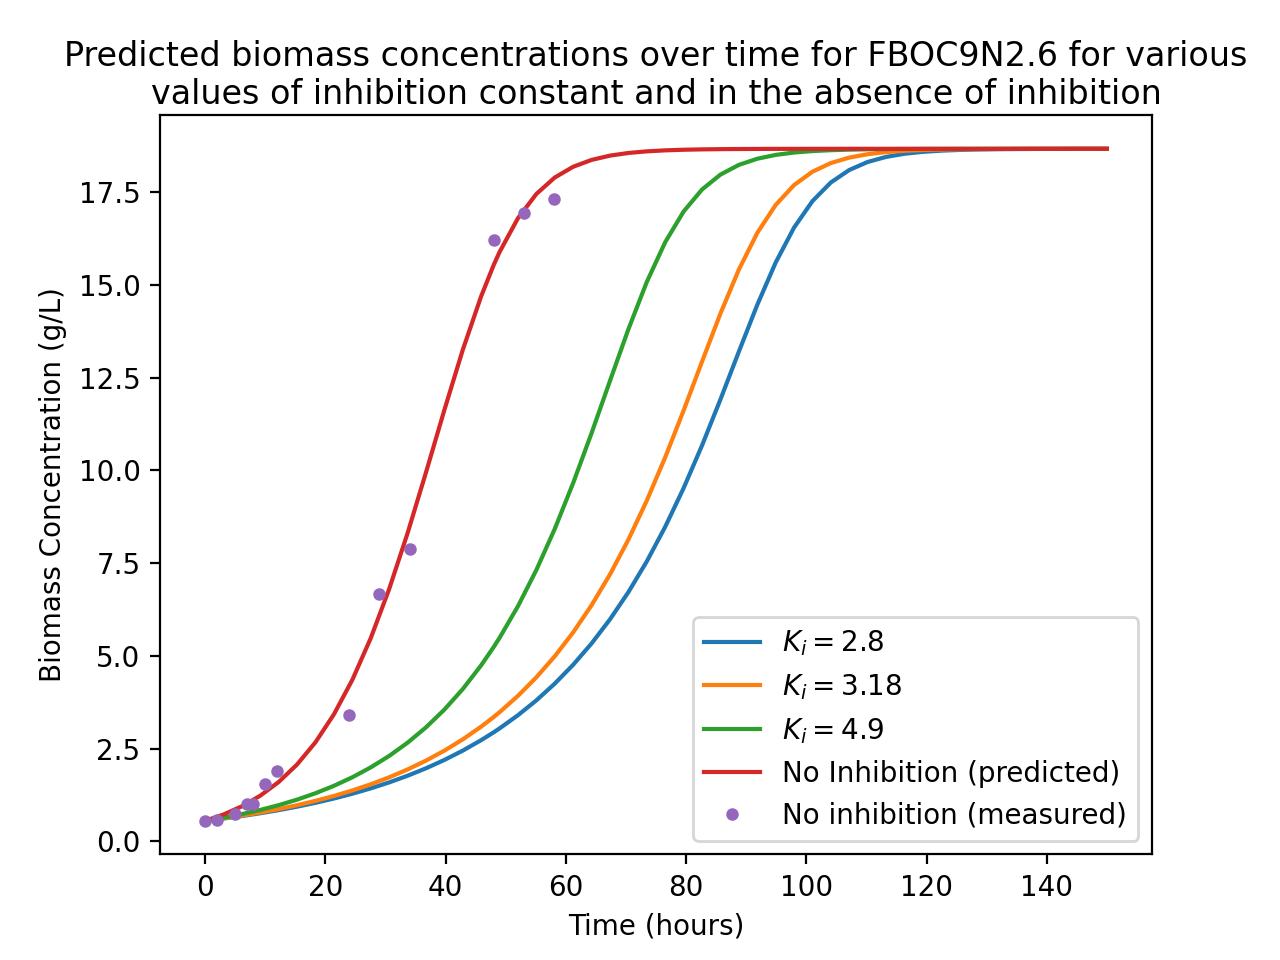 Predicted biomass concentrations over time for FBOC9N2.6 for various
values of inhibition constant and in the absence of inhibition
17.5
15.0
12.5
10.0
7.5
5.0
2.5
0.0
Biomass Concentration (g/L)
K_i = 2.8
K_i = 3.18
K_i = 4.9
No Inhibition (predicted)
No inhibition (measured)
0 20 40 60 80 100 120 140
Time (hours)